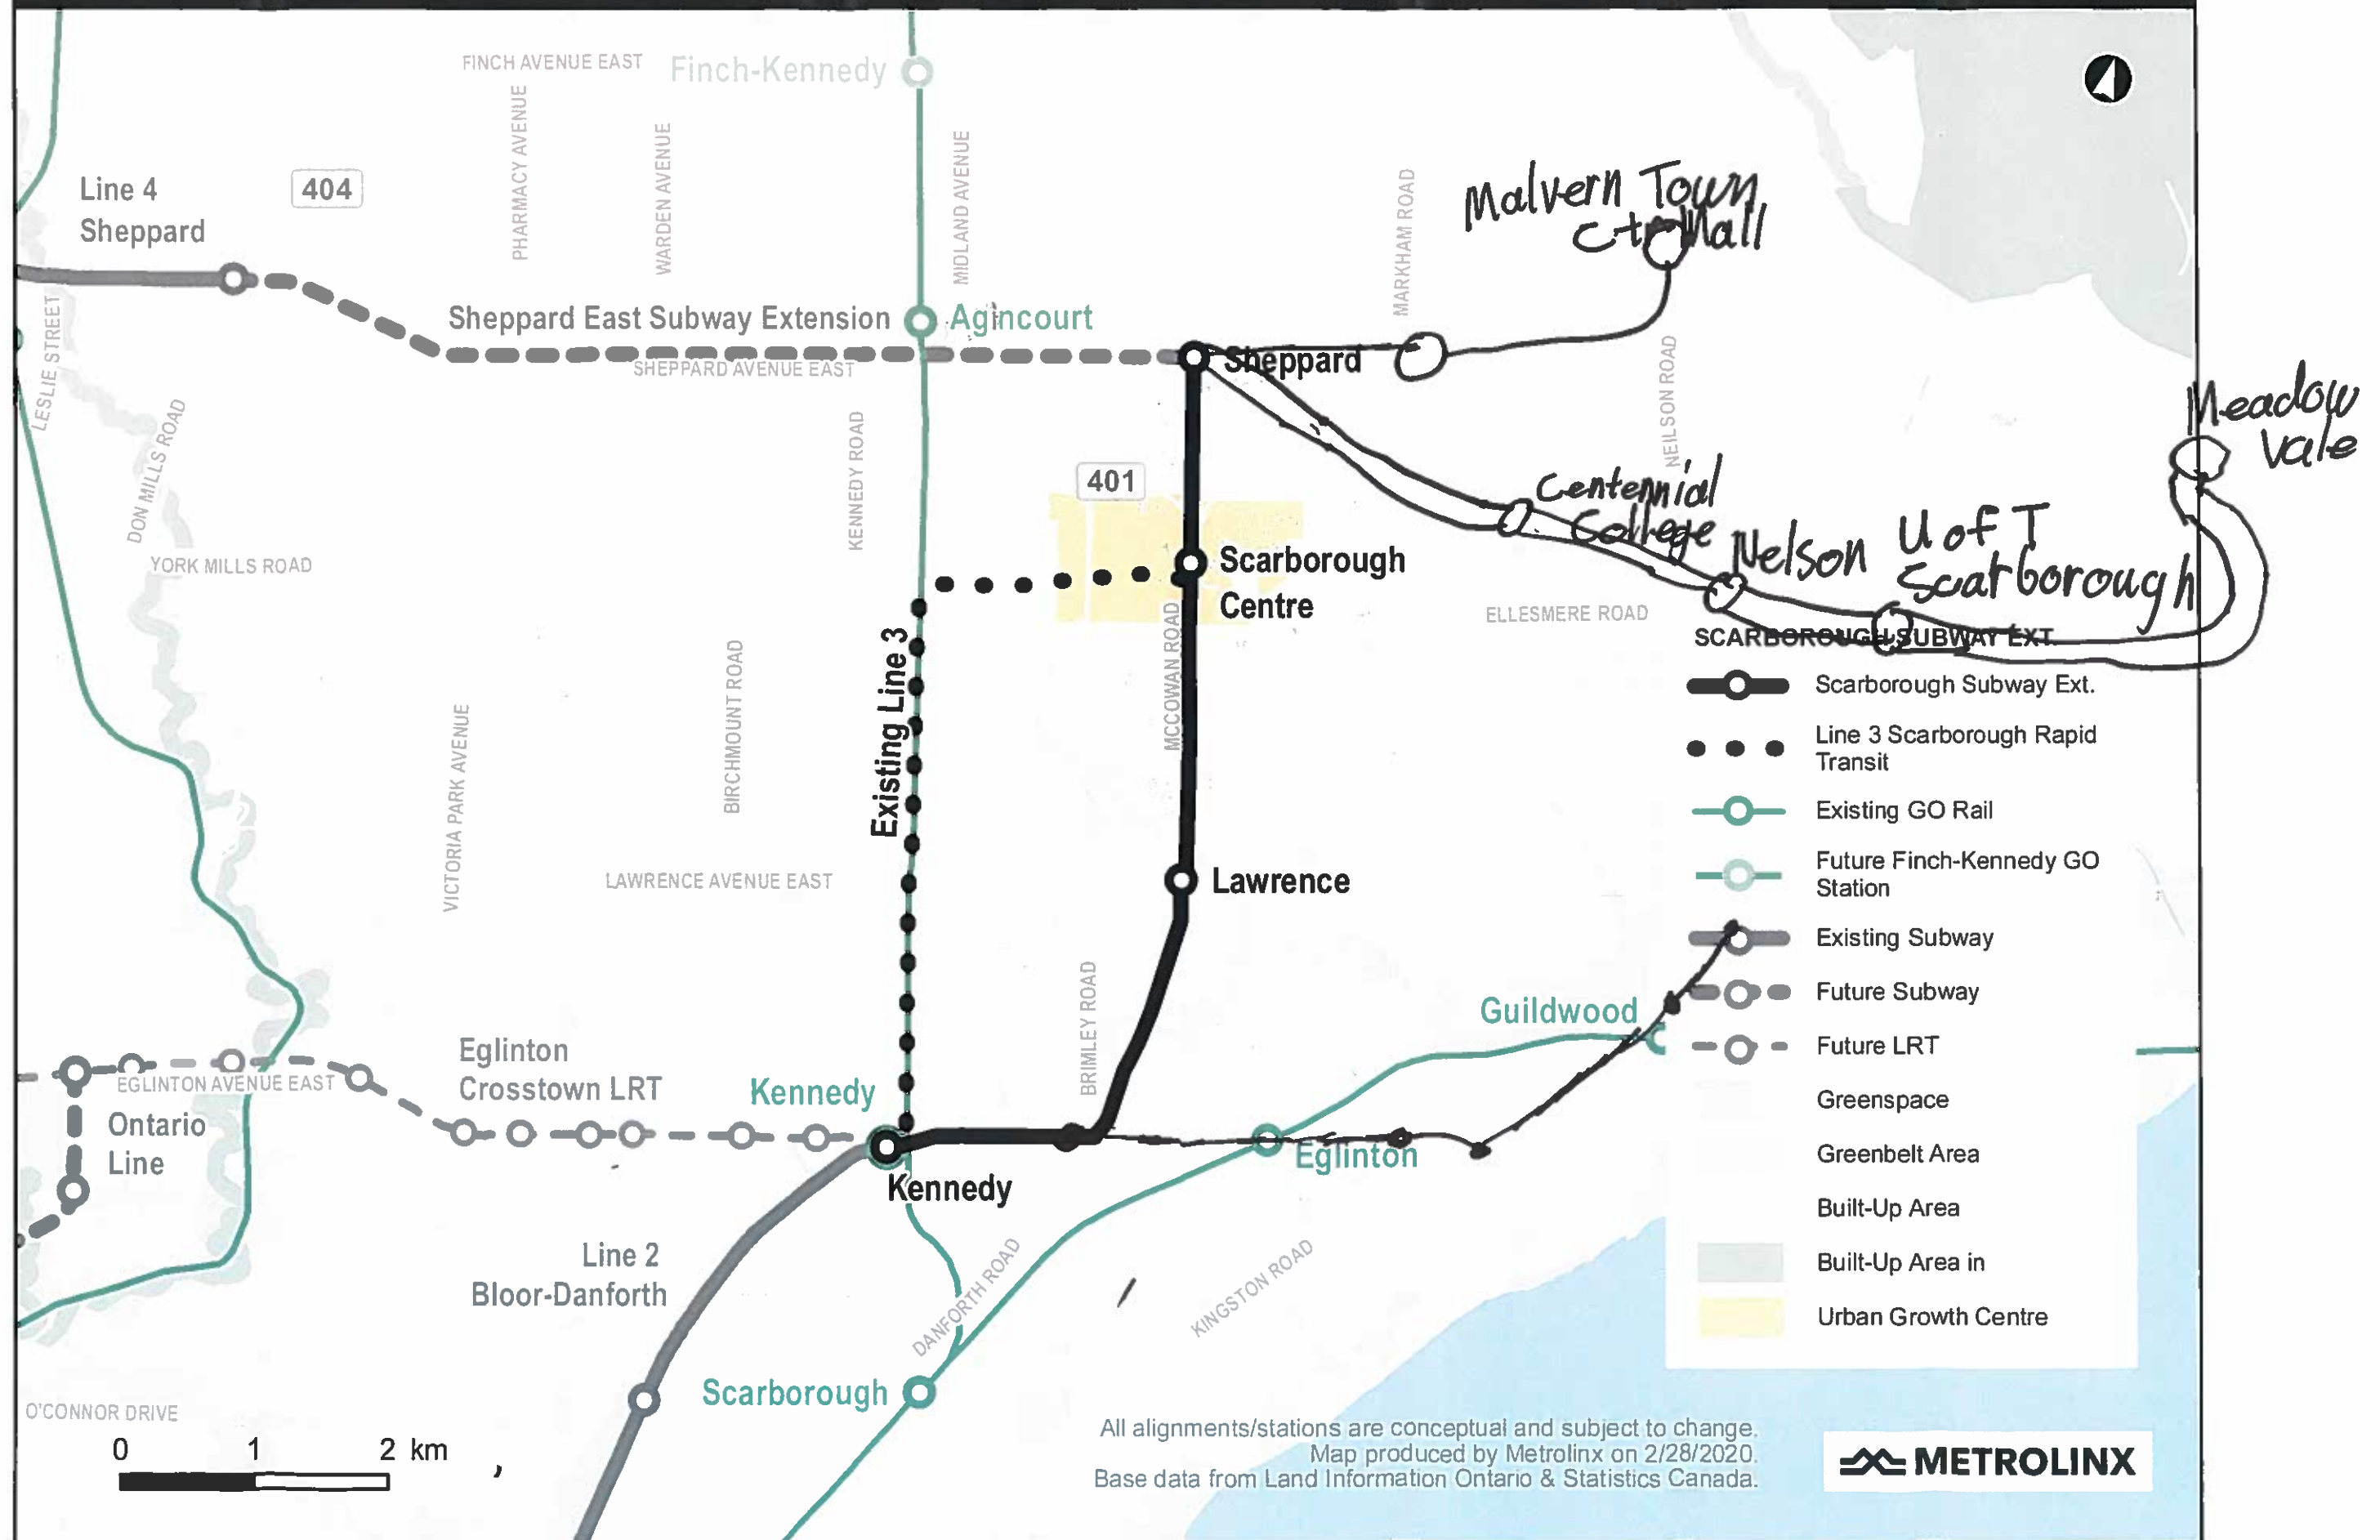 FINCH AVENUE EAST
Finch-Kennedy
PHARMACY AVENUE
WARDEN AVENUE
MIDLAND AVENUE
MARKHAM ROAD
Malvern Town
Ctr Mall
Line 4
Sheppard
404
Sheppard East Subway Extension
Agincourt
SHEPPARD AVENUE EAST
Sheppard
LESLIE STREET
DON MILLS ROAD
KENNEDY ROAD
NEILSON ROAD
Meadow
vale
401
Centennial
College
Nelson
U of T
Scarborough
YORK MILLS ROAD
Scarborough
Centre
ELLESMERE ROAD
Existing Line 3
MCCOWAN ROAD
BIRCHMOUNT ROAD
VICTORIA PARK AVENUE
LAWRENCE AVENUE EAST
Lawrence
BRIMLEY ROAD
Guildwood
Eglinton
Crosstown LRT
Kennedy
EGLINTON AVENUE EAST
Ontario
Line
Eglinton
Kennedy
Line 2
Bloor-Danforth
DANFORTH ROAD
KINGSTON ROAD
Scarborough
O'CONNOR DRIVE
0 1 2 km
SCARBOROUGH SUBWAY EXT.
Scarborough Subway Ext.
Line 3 Scarborough Rapid
Transit
Existing GO Rail
Future Finch-Kennedy GO
Station
Existing Subway
Future Subway
Future LRT
Greenspace
Greenbelt Area
Built-Up Area
Built-Up Area in
Urban Growth Centre
All alignments/stations are conceptual and subject to change.
Map produced by Metrolinx on 2/28/2020.
Base data from Land Information Ontario & Statistics Canada.
METROLINX